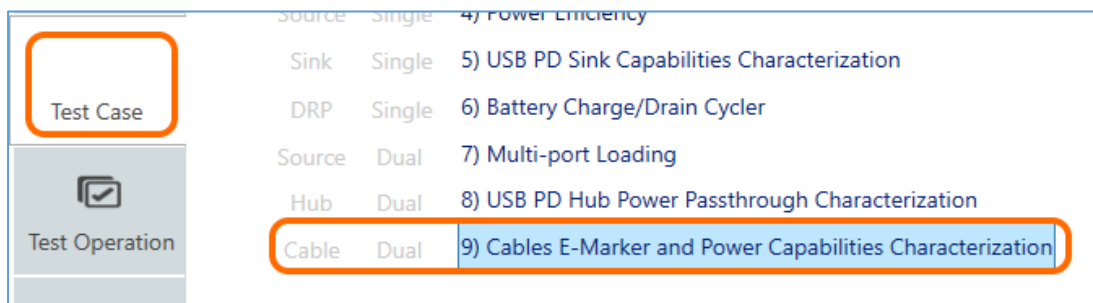 Source Single 4) Power Efficiency
Sink Single 5) USB PD Sink Capabilities Characterization
Test Case
DRP Single 6) Battery Charge/Drain Cycler
Source Dual 7) Multi-port Loading
Hub Dual 8) USB PD Hub Power Passthrough Characterization
Test Operation
Cable Dual 9) Cables E-Marker and Power Capabilities Characterization